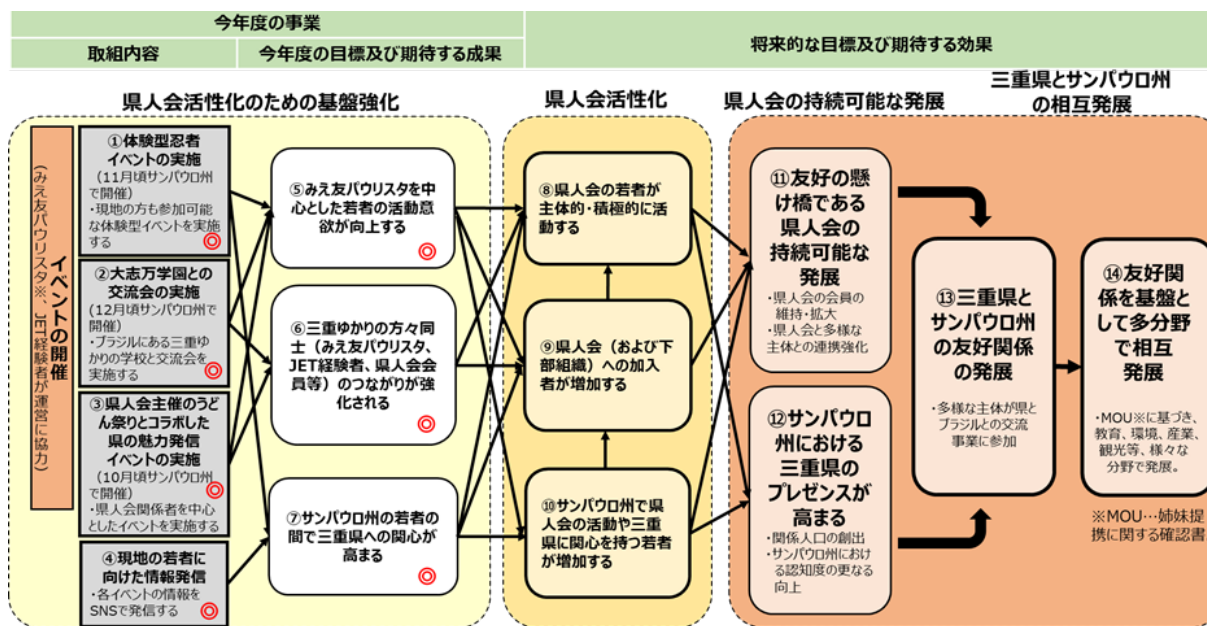 今年度の事業
取組内容
今年度の目標及び期待する成果
将来的な目標及び期待する効果
県人会活性化のための基盤強化
県人会活性化
県人会の持続可能な発展
三重県とサンパウロ州
の相互発展
イベントの開催
(みえ友パウリスタ※、JET経験者が運営に協力)
①体験型忍者
イベントの実施
(11月頃サンパウロ州
で開催)
・現地の方も参加可能
な体験型イベントを実施
する
◎
②大志万学園との
交流会の実施
(12月頃サンパウロ州で
開催)
・ブラジルにある三重ゆ
かりの学校と交流会を
実施する
◎
③県人会主催のうど
ん祭りとコラボした
県の魅力発信
イベントの実施
(10月頃サンパウロ州
で開催)
◎
・県人会関係者を中心
としたイベントを実施する
④現地の若者に
向けた情報発信
・各イベントの情報を
SNSで発信する
◎
⑤みえ友パウリスタを中
心とした若者の活動意
欲が向上する
◎
⑥三重ゆかりの方々同
士(みえ友パウリスタ、
JET経験者、県人会会
員等)のつながりが強
化される
◎
⑦サンパウロ州の若者の
間で三重県への関心が
高まる
◎
⑧県人会の若者が
主体的・積極的に活
動する
⑨県人会(および下
部組織)への加入
者が増加する
⑩サンパウロ州で県
人会の活動や三重
県に関心を持つ若者
が増加する
⑪友好の懸
け橋である
県人会の
持続可能な
発展
・県人会の会員の
維持・拡大
・県人会と多様な
主体との連携強化
⑫サンパウロ
州における
三重県の
プレゼンスが
高まる
・関係人口の創出
・サンパウロ州におけ
る認知度の更なる
向上
⑬三重県と
サンパウロ州
の友好関係
の発展
・多様な主体が県と
ブラジルとの交流
事業に参加
⑭友好関
係を基盤と
して多分野
で相互
発展
・MOU※に基づき、
教育、環境、産業、
観光等、様々な
分野で発展。
※MOU…姉妹提
携に関する確認書